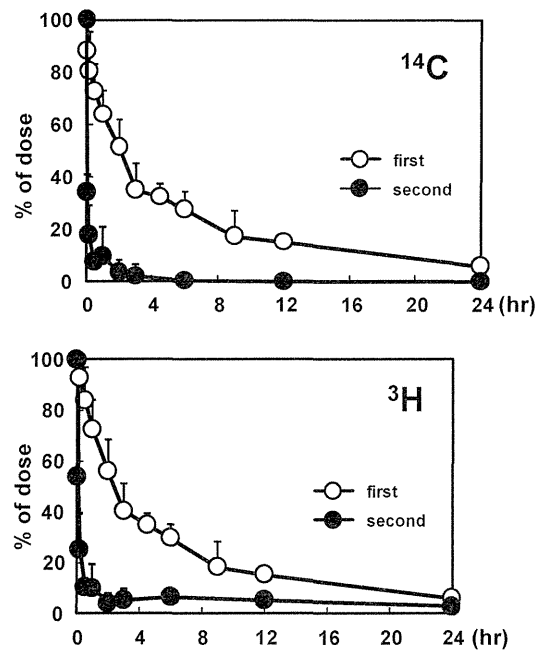 100
80
60
40
20
0
% of dose
¹⁴C
first
second
0 4 8 12 16 20 24 (hr)
100
80
60
40
20
0
% of dose
³H
first
second
0 4 8 12 16 20 24 (hr)